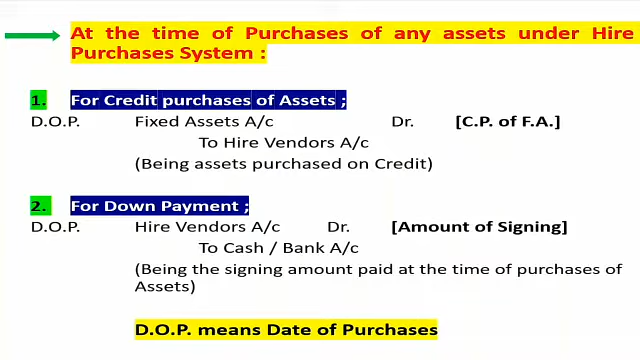 At the time of Purchases of any assets under Hire
Purchases System :
1. For Credit purchases of Assets ;
D.O.P. Fixed Assets A/c Dr. [C.P. of F.A.]
To Hire Vendors A/c
(Being assets purchased on Credit)
2. For Down Payment ;
D.O.P. Hire Vendors A/c Dr. [Amount of Signing]
To Cash / Bank A/c
(Being the signing amount paid at the time of purchases of
Assets)
D.O.P. means Date of Purchases